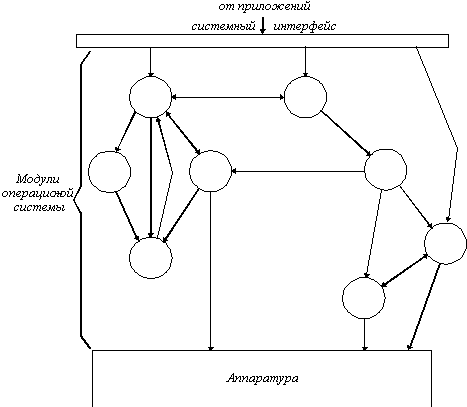 от приложений
системный интерфейс
Модули
операционой
системы
Аппаратура